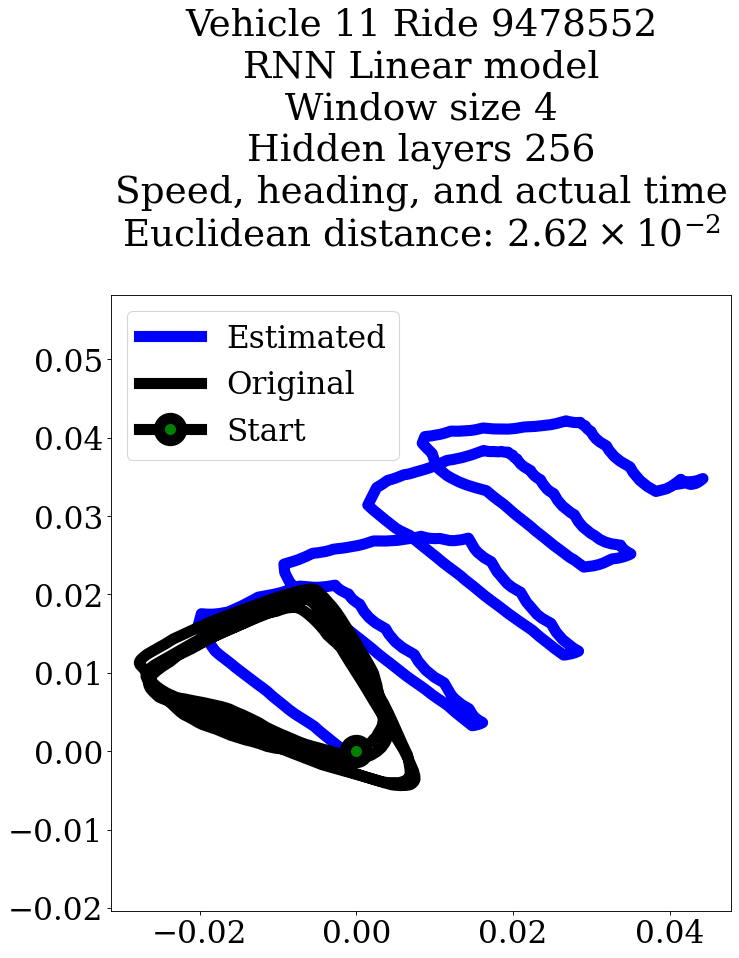 Vehicle 11 Ride 9478552
RNN Linear model
Window size 4
Hidden layers 256
Speed, heading, and actual time
Euclidean distance: 2.62 × 10⁻²
Estimated
Original
Start
0.05
0.04
0.03
0.02
0.01
0.00
−0.01
−0.02
−0.02 0.00 0.02 0.04